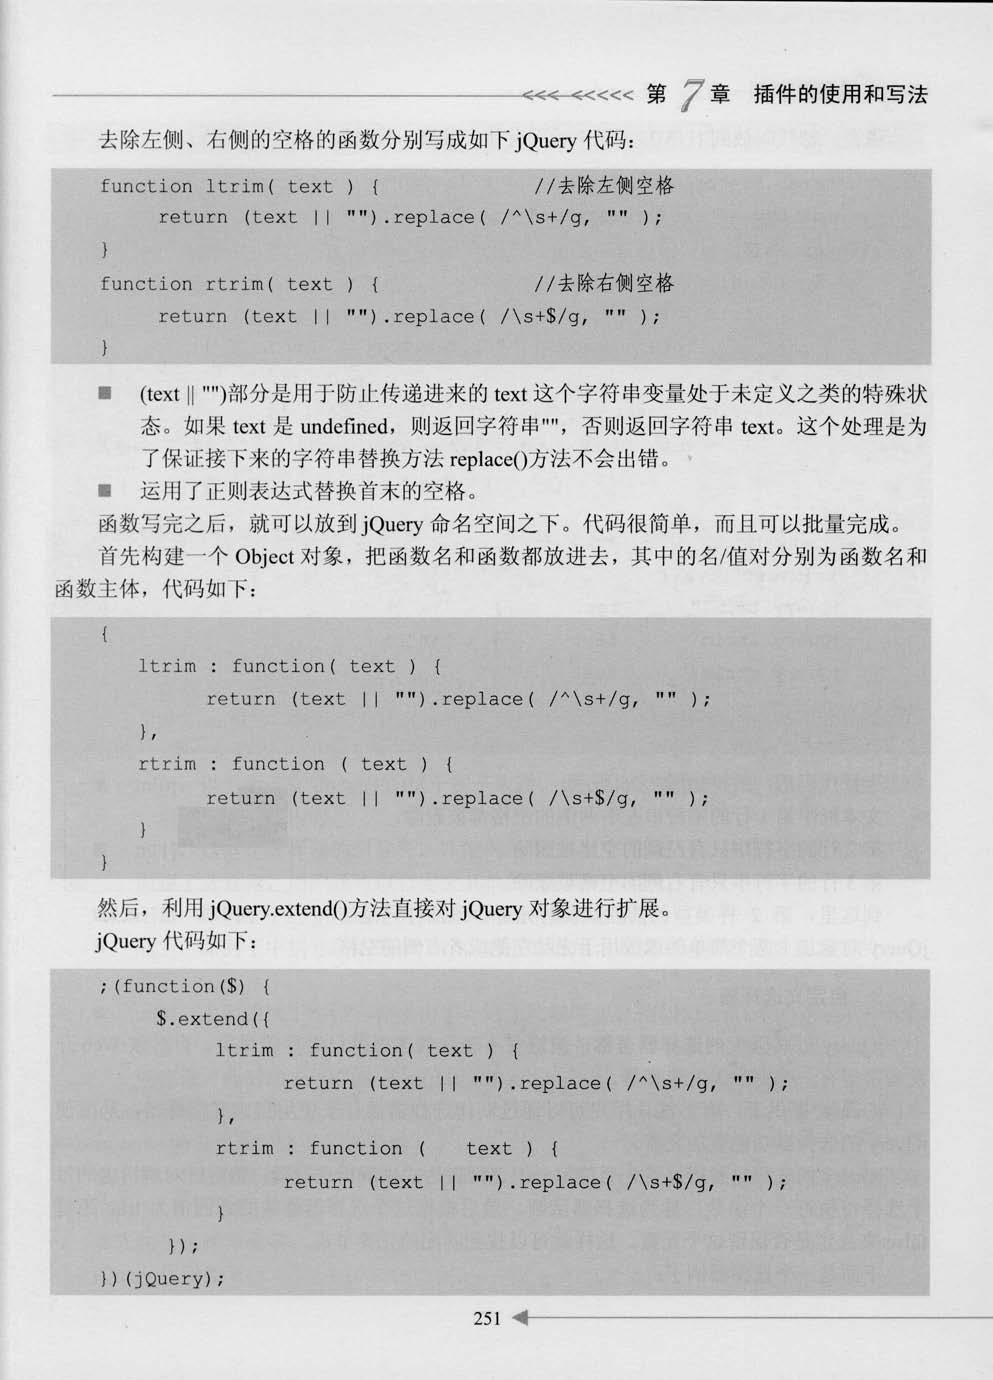 <<< <<<<< 第7章 插件的使用和写法
去除左侧、右侧的空格的函数分别写成如下 jQuery 代码：
function ltrim( text ) {                //去除左侧空格
return (text || "").replace( /^\s+/g, "" );
}
function rtrim( text ) {                //去除右侧空格
return (text || "").replace( /\s+$/g, "" );
}
■ (text || "")部分是用于防止传递进来的 text 这个字符串变量处于未定义之类的特殊状
态。如果 text 是 undefined，则返回字符串""，否则返回字符串 text。这个处理是为
了保证接下来的字符串替换方法 replace()方法不会出错。
■ 运用了正则表达式替换首末的空格。
函数写完之后，就可以放到 jQuery 命名空间之下。代码很简单，而且可以批量完成。
首先构建一个 Object 对象，把函数名和函数都放进去，其中的名/值对分别为函数名和
函数主体，代码如下：
{
ltrim : function( text ) {
return (text || "").replace( /^\s+/g, "" );
},
rtrim : function ( text ) {
return (text || "").replace( /\s+$/g, "" );
}
}
然后，利用 jQuery.extend()方法直接对 jQuery 对象进行扩展。
jQuery 代码如下：
;(function($) {
$.extend({
ltrim : function( text ) {
return (text || "").replace( /^\s+/g, "" );
},
rtrim : function (   text ) {
return (text || "").replace( /\s+$/g, "" );
}
});
})(jQuery);
251